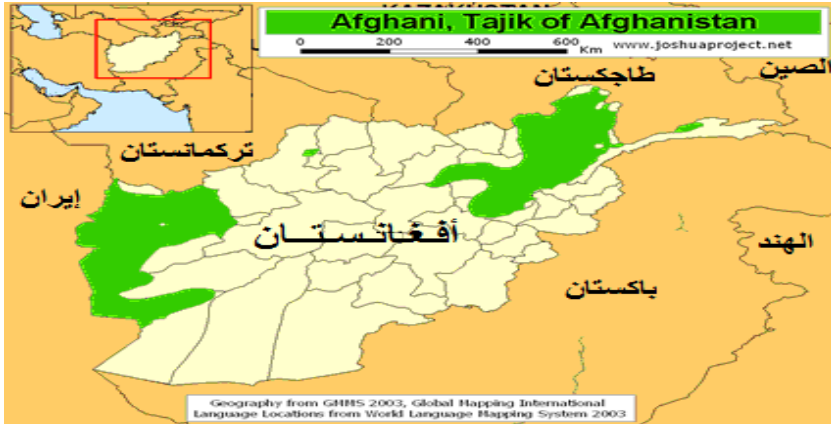 Afghani, Tajik of Afghanistan
0 200 400 600 Km www.joshuaproject.net
طاجكستان
الصين
تركمانستان
إيران
أفغانستان
الهند
باكستان
Geography from GMMS 2003, Global Mapping International
Language Locations from World Language Mapping System 2003